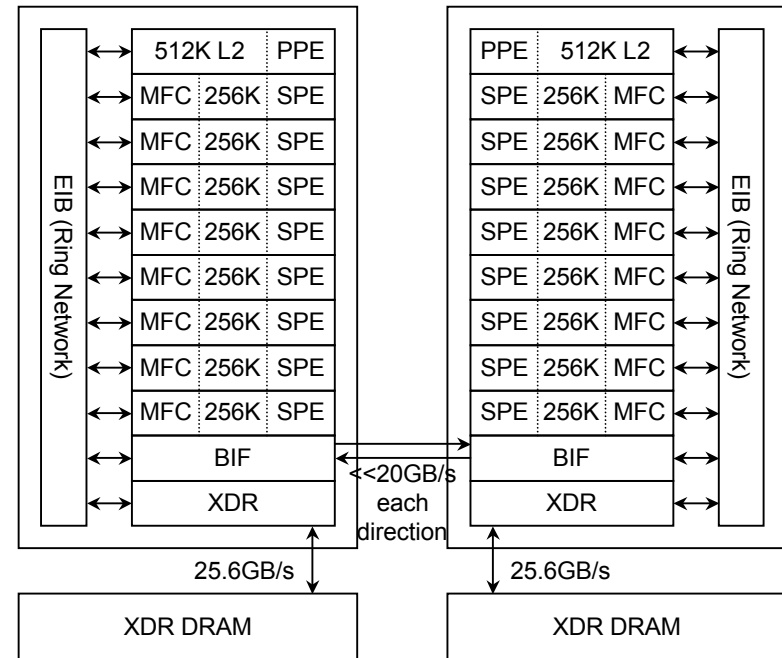 EIB (Ring Network)
512K L2 PPE
MFC 256K SPE
MFC 256K SPE
MFC 256K SPE
MFC 256K SPE
MFC 256K SPE
MFC 256K SPE
MFC 256K SPE
MFC 256K SPE
BIF
XDR
<<20GB/s
each
direction
PPE 512K L2
SPE 256K MFC
SPE 256K MFC
SPE 256K MFC
SPE 256K MFC
SPE 256K MFC
SPE 256K MFC
SPE 256K MFC
SPE 256K MFC
BIF
XDR
EIB (Ring Network)
25.6GB/s
25.6GB/s
XDR DRAM
XDR DRAM